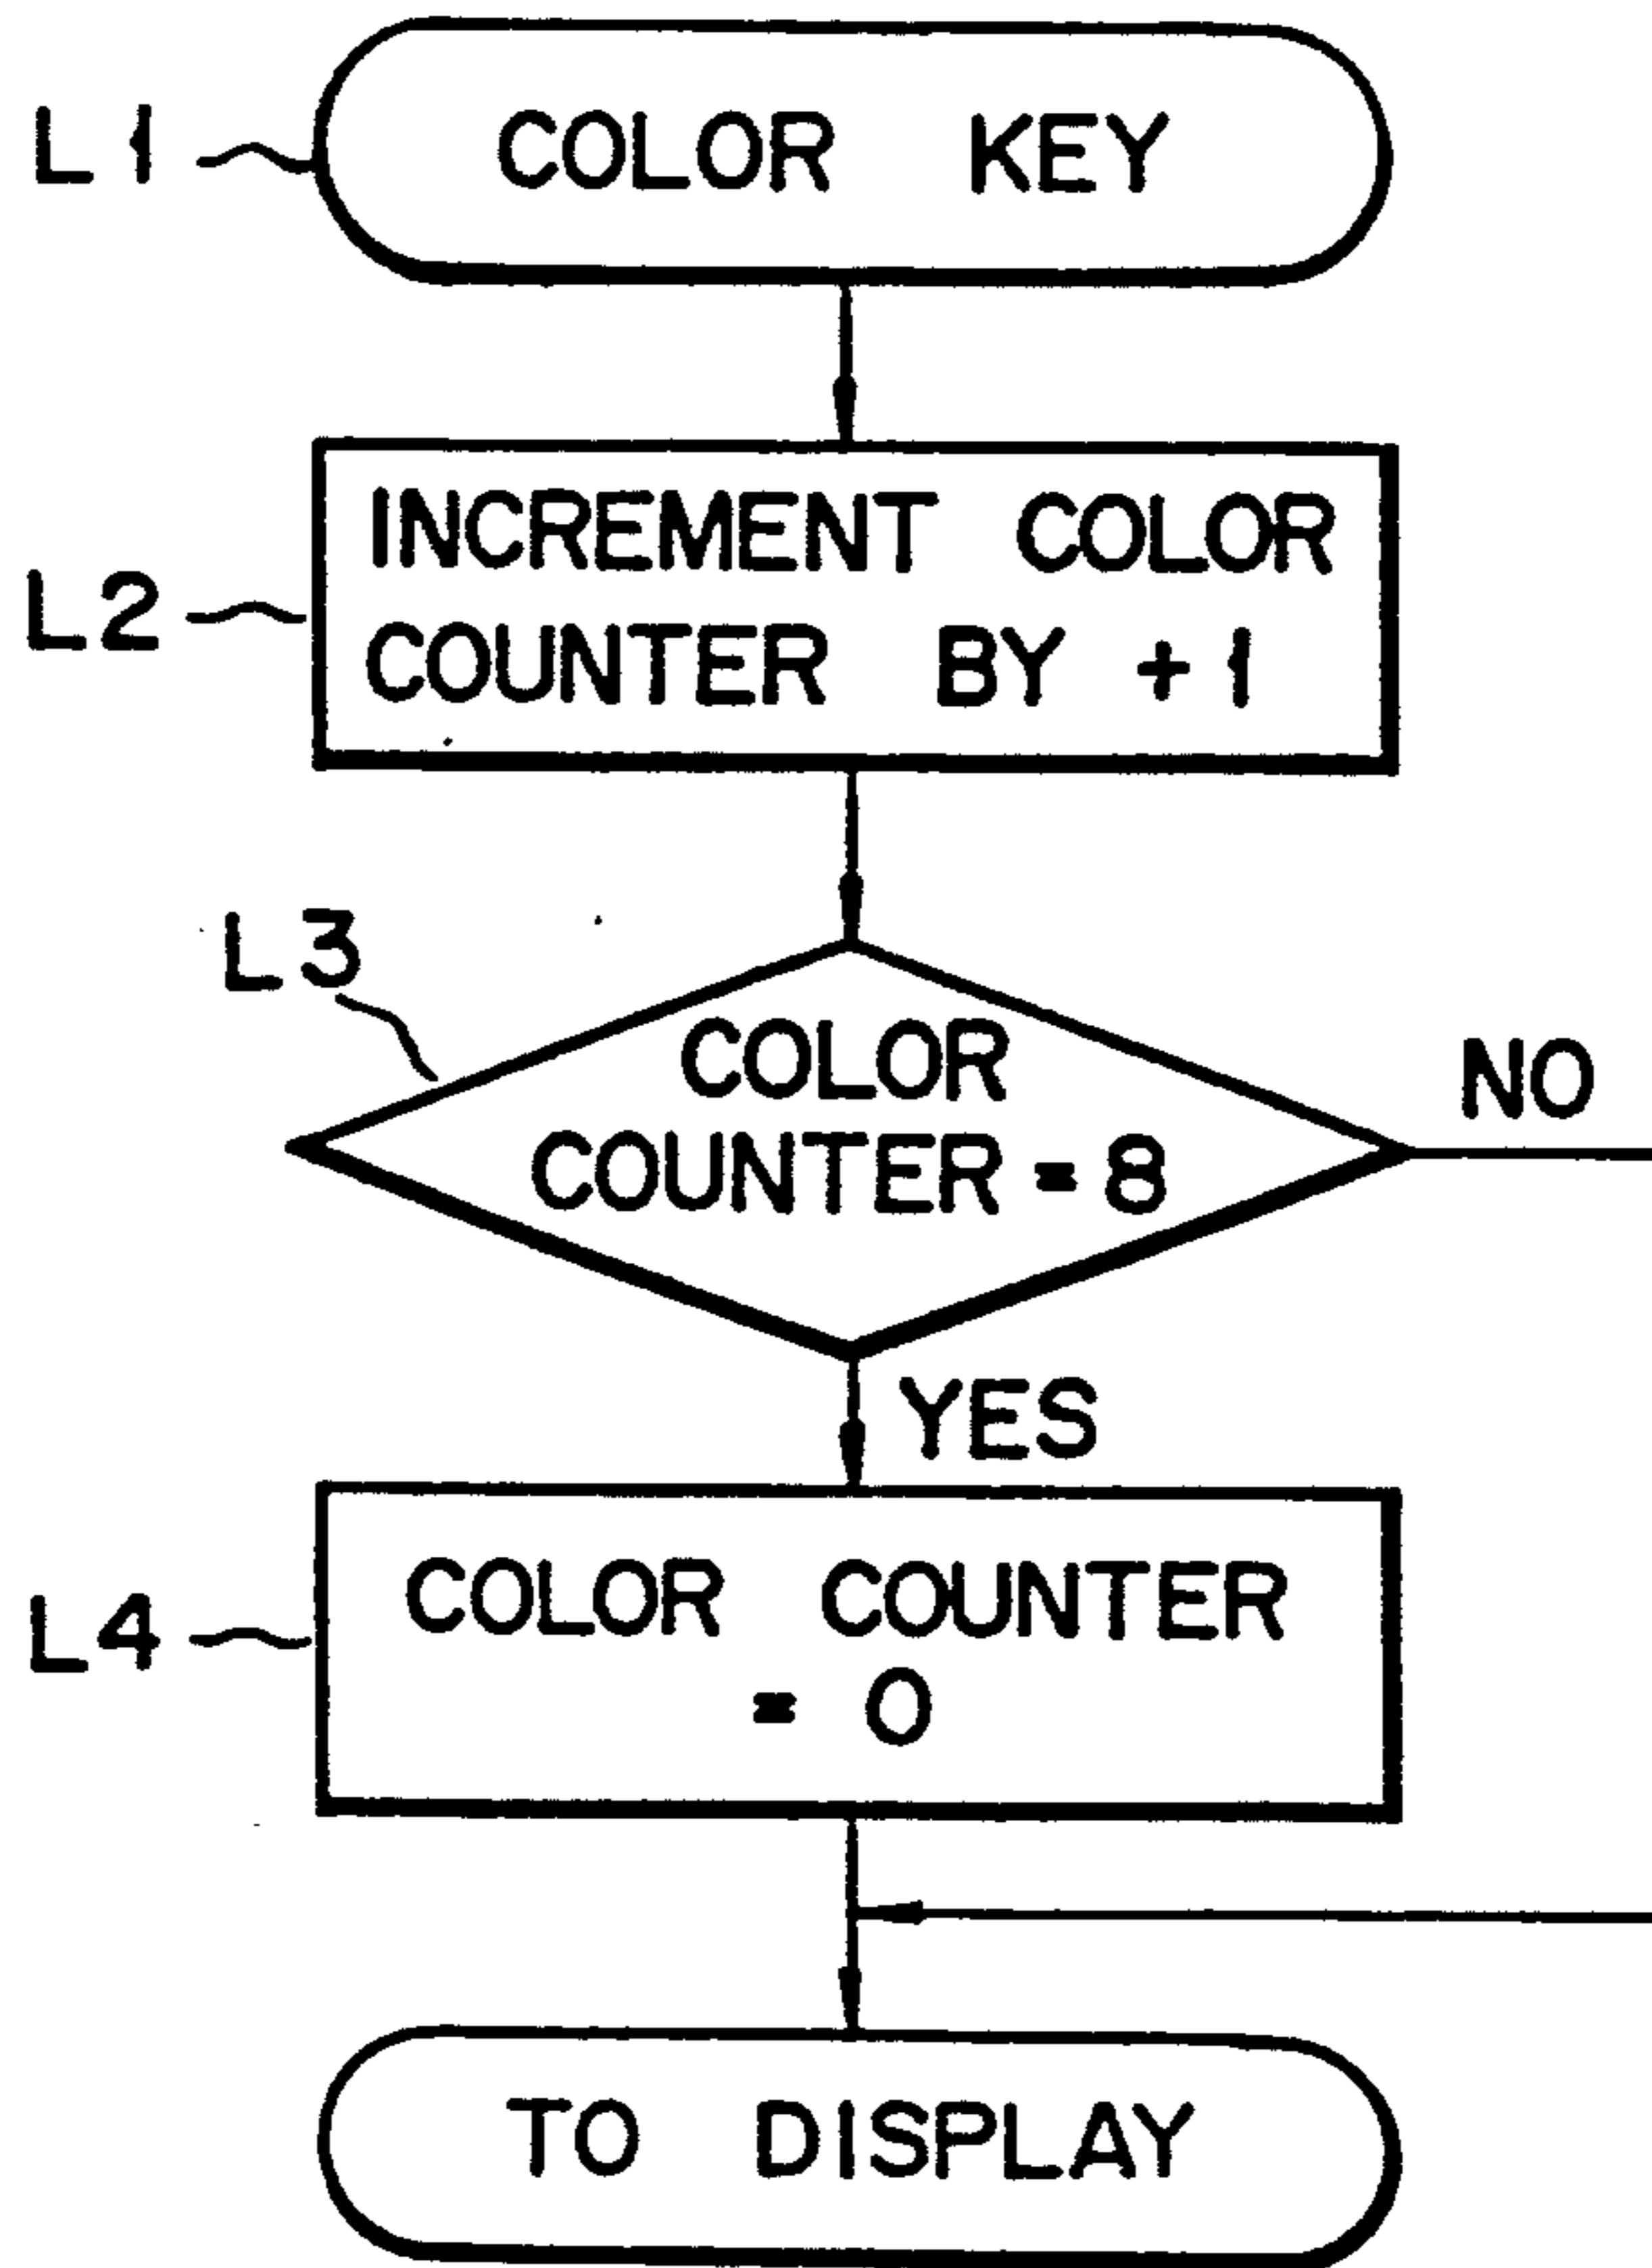 L1
COLOR KEY
L2
INCREMENT COLOR
COUNTER BY +1
L3
COLOR
COUNTER = 8
NO
YES
L4
COLOR COUNTER
= 0
TO DISPLAY